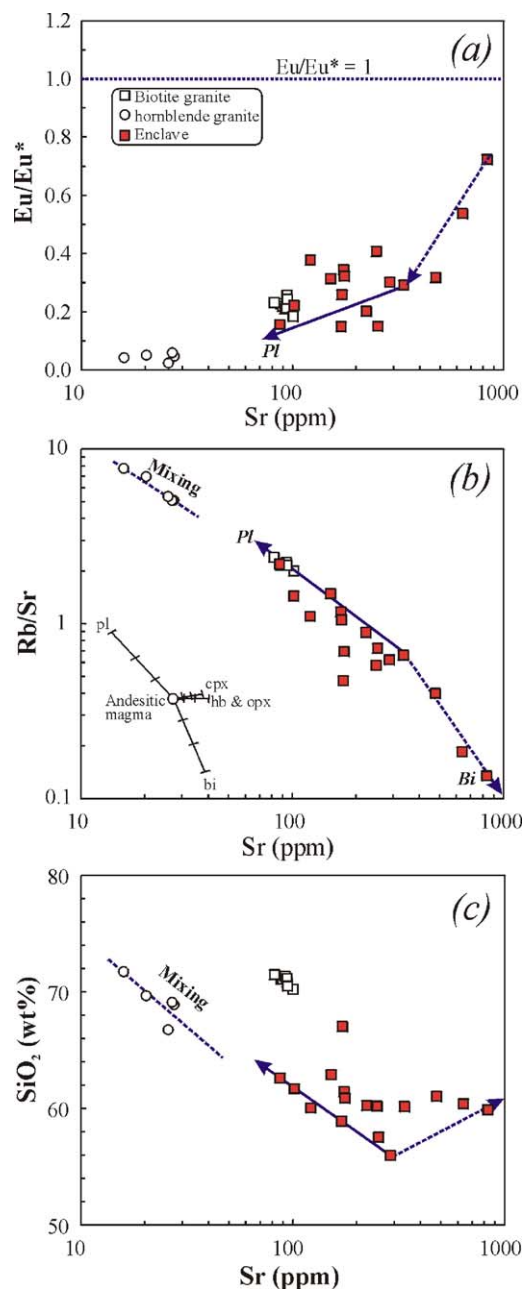 (a)
Eu/Eu* = 1
Biotite granite
hornblende granite
Enclave
Eu/Eu*
1.2
1.0
0.8
0.6
0.4
0.2
0.0
Pl
10
100
1000
Sr (ppm)
(b)
Mixing
Pl
Rb/Sr
10
1
0.1
pl
Andesitic
magma
cpx
hb & opx
bi
Bi
10
100
1000
Sr (ppm)
(c)
Mixing
SiO2 (wt%)
80
70
60
50
10
100
1000
Sr (ppm)